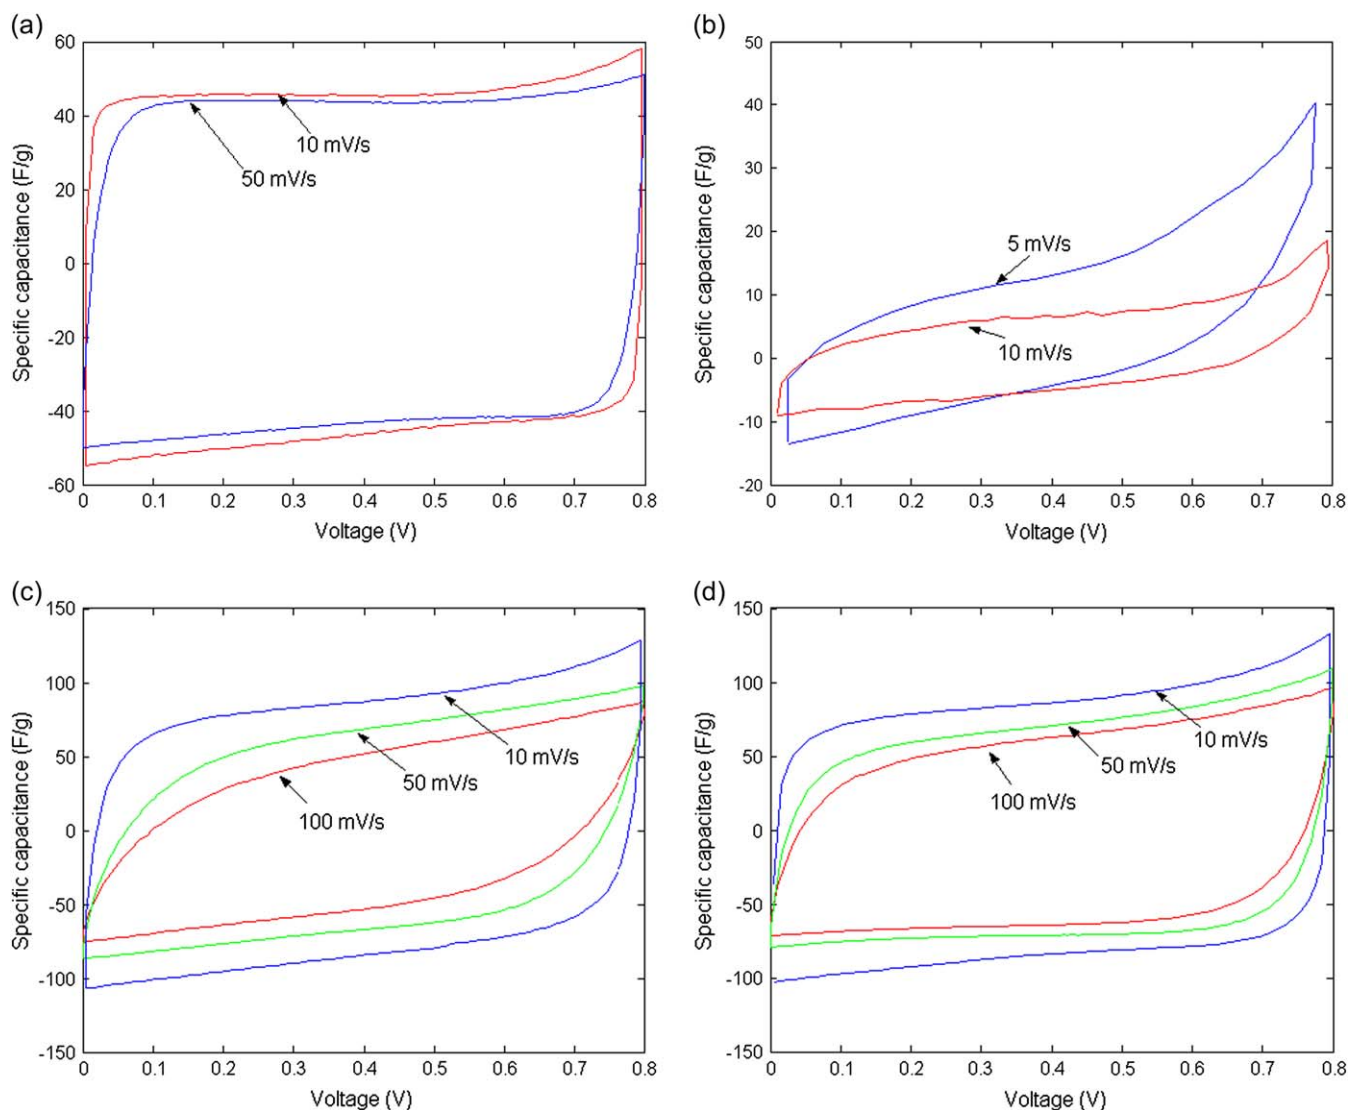 (a)
60
40
20
0
-20
-40
-60
Specific capacitance (F/g)
10 mV/s
50 mV/s
0 0.1 0.2 0.3 0.4 0.5 0.6 0.7 0.8
Voltage (V)
(b)
50
40
30
20
10
0
-10
-20
Specific capacitance (F/g)
5 mV/s
10 mV/s
0 0.1 0.2 0.3 0.4 0.5 0.6 0.7 0.8
Voltage (V)
(c)
150
100
50
0
-50
-100
-150
Specific capacitance (F/g)
10 mV/s
50 mV/s
100 mV/s
0 0.1 0.2 0.3 0.4 0.5 0.6 0.7 0.8
Voltage (V)
(d)
150
100
50
0
-50
-100
-150
Specific capacitance (F/g)
10 mV/s
50 mV/s
100 mV/s
0 0.1 0.2 0.3 0.4 0.5 0.6 0.7 0.8
Voltage (V)